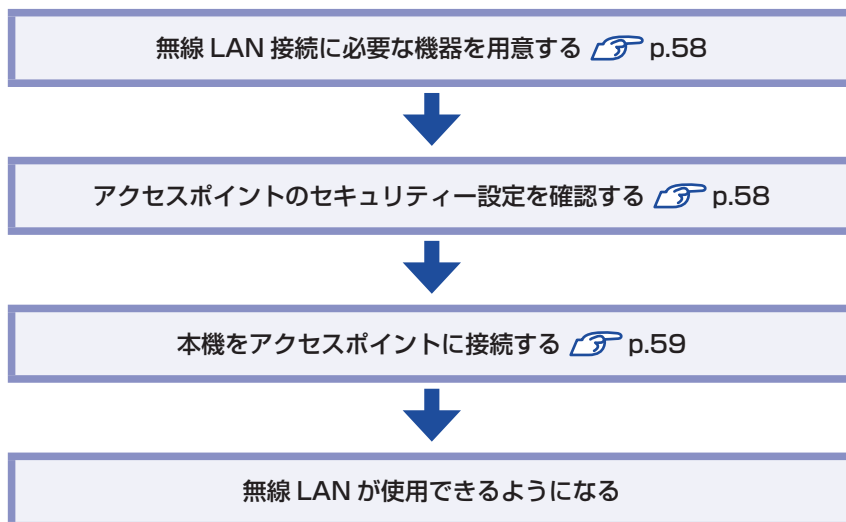 無線 LAN 接続に必要な機器を用意する p.58
アクセスポイントのセキュリティー設定を確認する p.58
本機をアクセスポイントに接続する p.59
無線 LAN が使用できるようになる